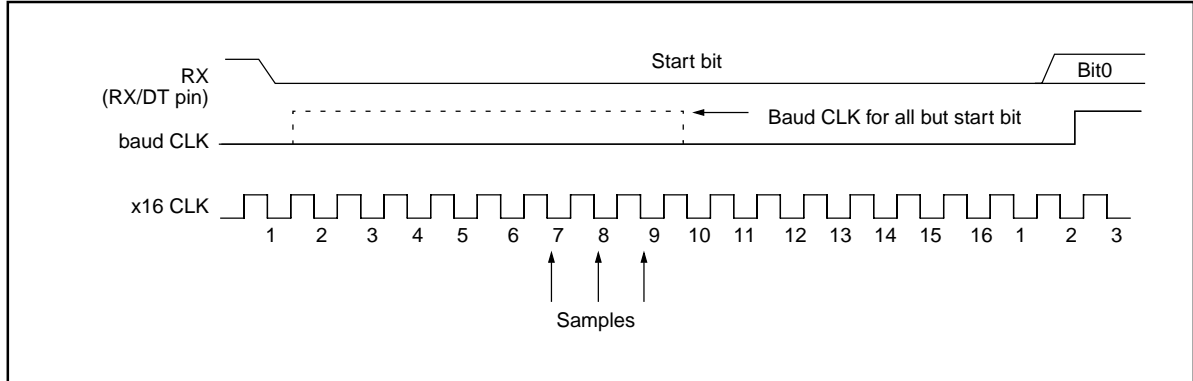 Start bit
RX
(RX/DT pin)
Bit0
Baud CLK for all but start bit
baud CLK
x16 CLK
1 2 3 4 5 6 7 8 9 10 11 12 13 14 15 16 1 2 3
Samples